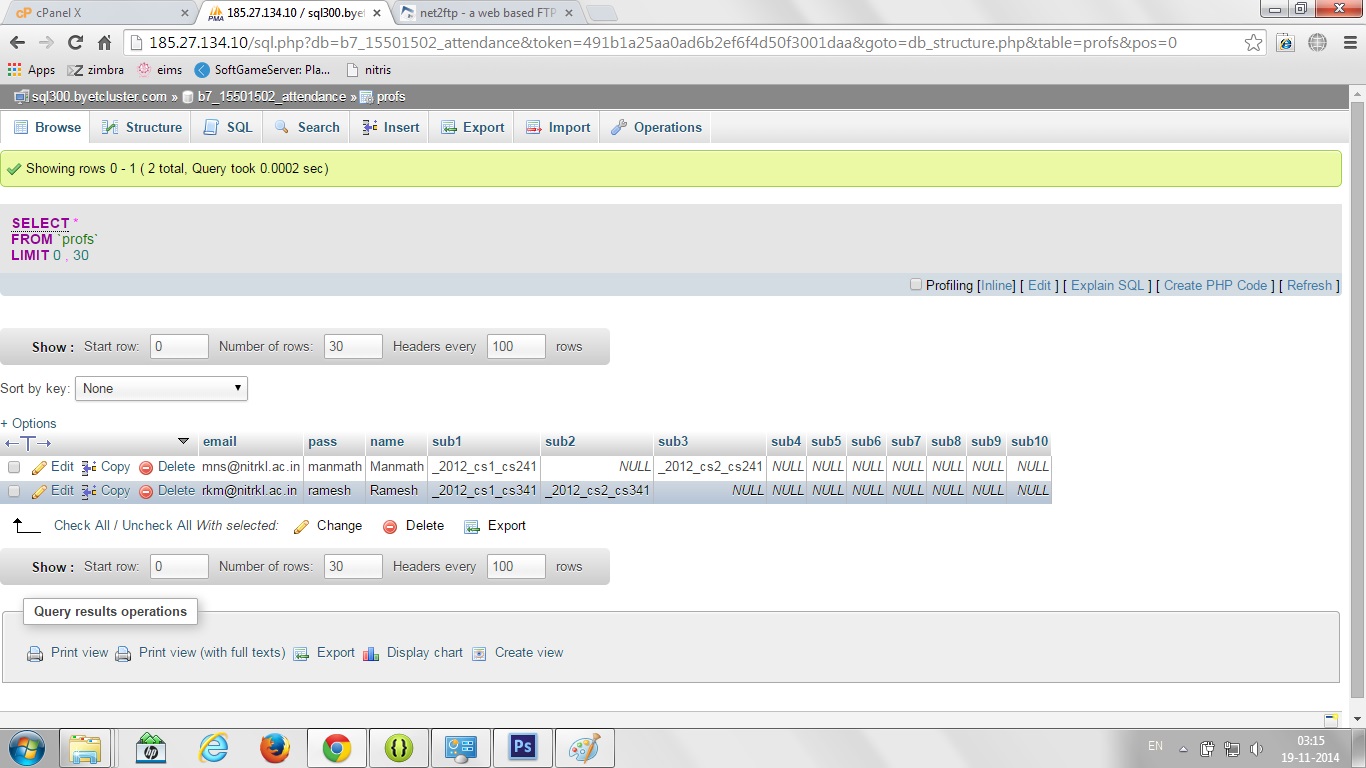 cPanel X
185.27.134.10 / sql300.bye
net2ftp - a web based FTP
185.27.134.10/sql.php?db=b7_15501502_attendance&token=491b1a25aa0ad6b2ef6f4d50f3001daa&goto=db_structure.php&table=profs&pos=0
Apps zimbra eims SoftGameServer: Pla... nitris
sql300.byetcluster.com » b7_15501502_attendance » profs
Browse Structure SQL Search Insert Export Import Operations
Showing rows 0 - 1 ( 2 total, Query took 0.0002 sec)
SELECT *
FROM `profs`
LIMIT 0 , 30
Profiling [Inline] [ Edit ] [ Explain SQL ] [ Create PHP Code ] [ Refresh ]
Show : Start row: 0 Number of rows: 30 Headers every 100 rows
Sort by key: None
+ Options
←T→ email pass name sub1 sub2 sub3 sub4 sub5 sub6 sub7 sub8 sub9 sub10
Edit Copy Delete mns@nitrkl.ac.in manmath Manmath _2012_cs1_cs241 NULL _2012_cs2_cs241 NULL NULL NULL NULL NULL NULL NULL
Edit Copy Delete rkm@nitrkl.ac.in ramesh Ramesh _2012_cs1_cs341 _2012_cs2_cs341 NULL NULL NULL NULL NULL NULL NULL NULL
Check All / Uncheck All With selected: Change Delete Export
Show : Start row: 0 Number of rows: 30 Headers every 100 rows
Query results operations
Print view Print view (with full texts) Export Display chart Create view
EN 03:15
19-11-2014